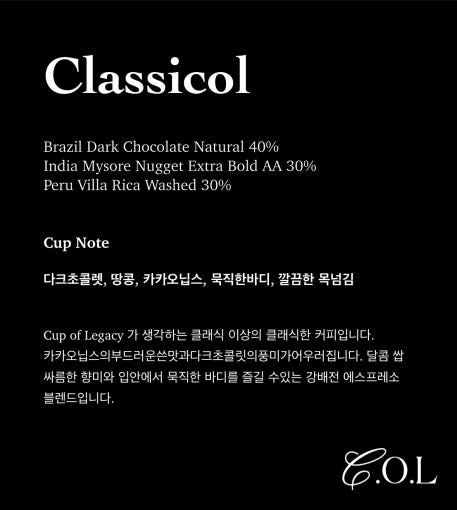 Classicol
Brazil Dark Chocolate Natural 40%
India Mysore Nugget Extra Bold AA 30%
Peru Villa Rica Washed 30%
Cup Note
다크초콜렛, 땅콩, 카카오닙스, 묵직한바디, 깔끔한 목넘김
Cup of Legacy 가 생각하는 클래식 이상의 클래식한 커피입니다.
카카오닙스의부드러운쓴맛과다크초콜릿의풍미가어우러집니다. 달콤 쌉
싸름한 향미와 입안에서 묵직한 바디를 즐길 수있는 강배전 에스프레소
블렌드입니다.
C.O.L